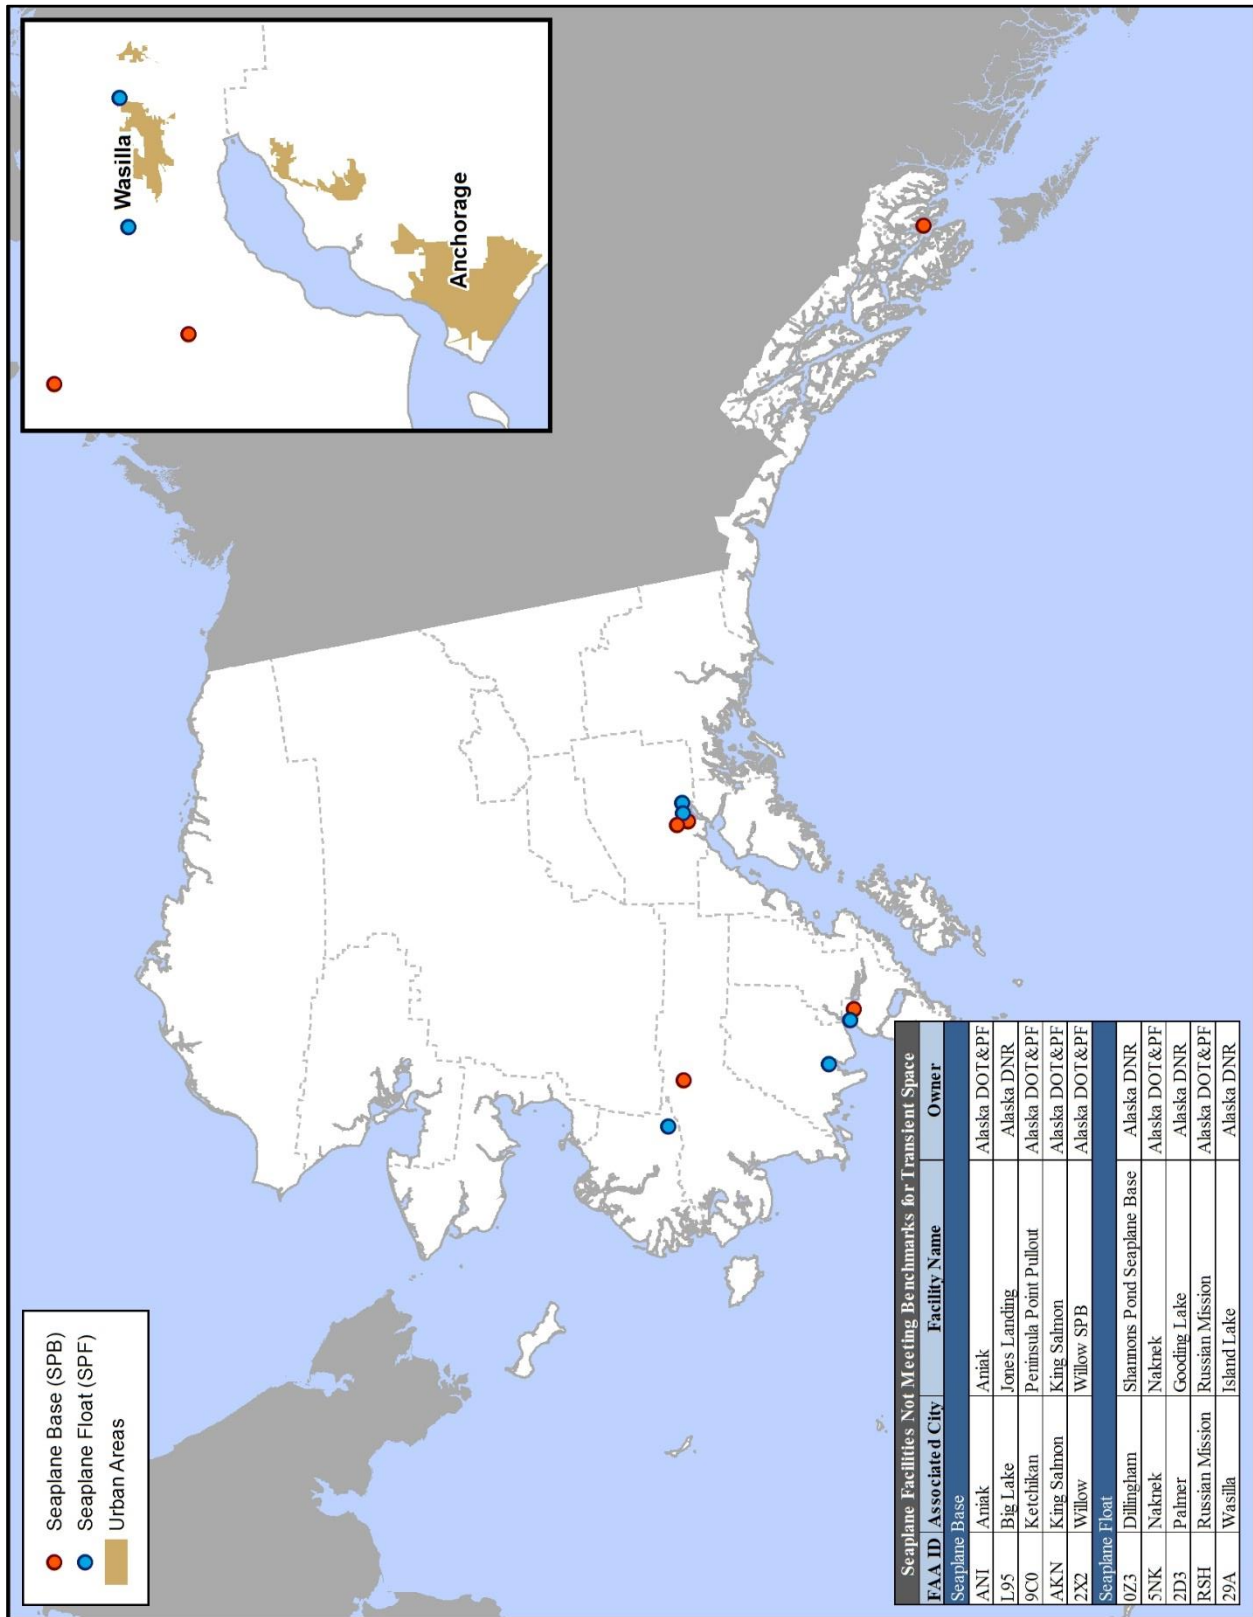 Seaplane Base (SPB)
Seaplane Float (SPF)
Urban Areas
Wasilla
Anchorage
Seaplane Facilities Not Meeting Benchmarks for Transient Space
FAA ID Associated City Facility Name Owner
Seaplane Base
ANI Aniak Aniak Alaska DOT&PF
L95 Big Lake Jones Landing Alaska DNR
9C0 Ketchikan Peninsula Point Pullout Alaska DOT&PF
AKN King Salmon King Salmon Alaska DOT&PF
2X2 Willow Willow SPB Alaska DOT&PF
Seaplane Float
0Z3 Dillingham Shannons Pond Seaplane Base Alaska DNR
5NK Naknek Naknek Alaska DOT&PF
2D3 Palmer Gooding Lake Alaska DNR
RSH Russian Mission Russian Mission Alaska DOT&PF
29A Wasilla Island Lake Alaska DNR